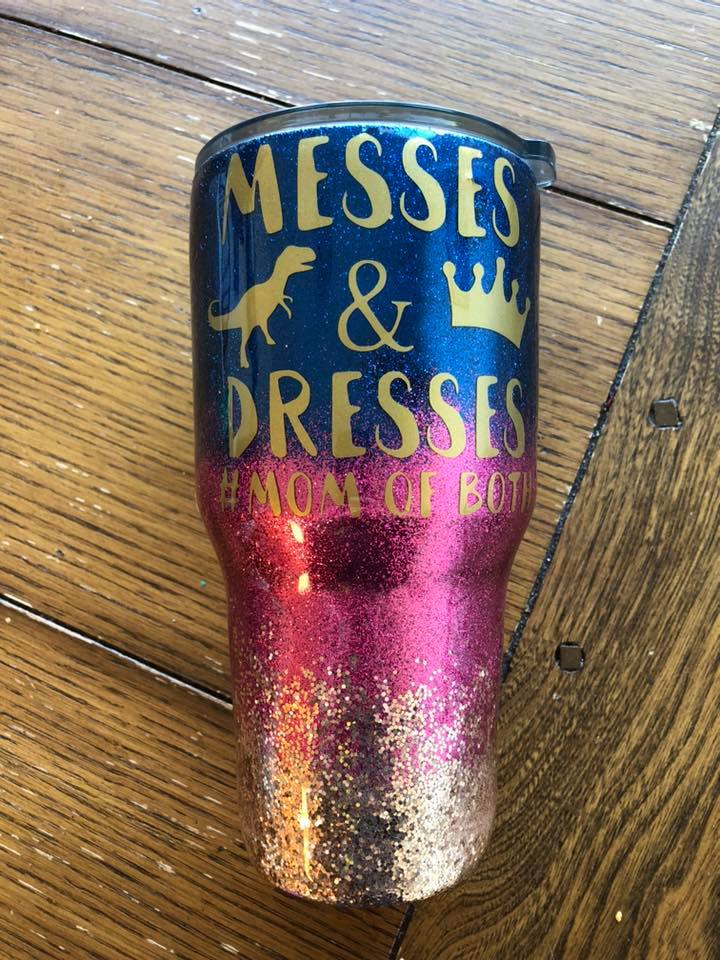 MESSES
&
DRESSES
#MOM OF BOTH